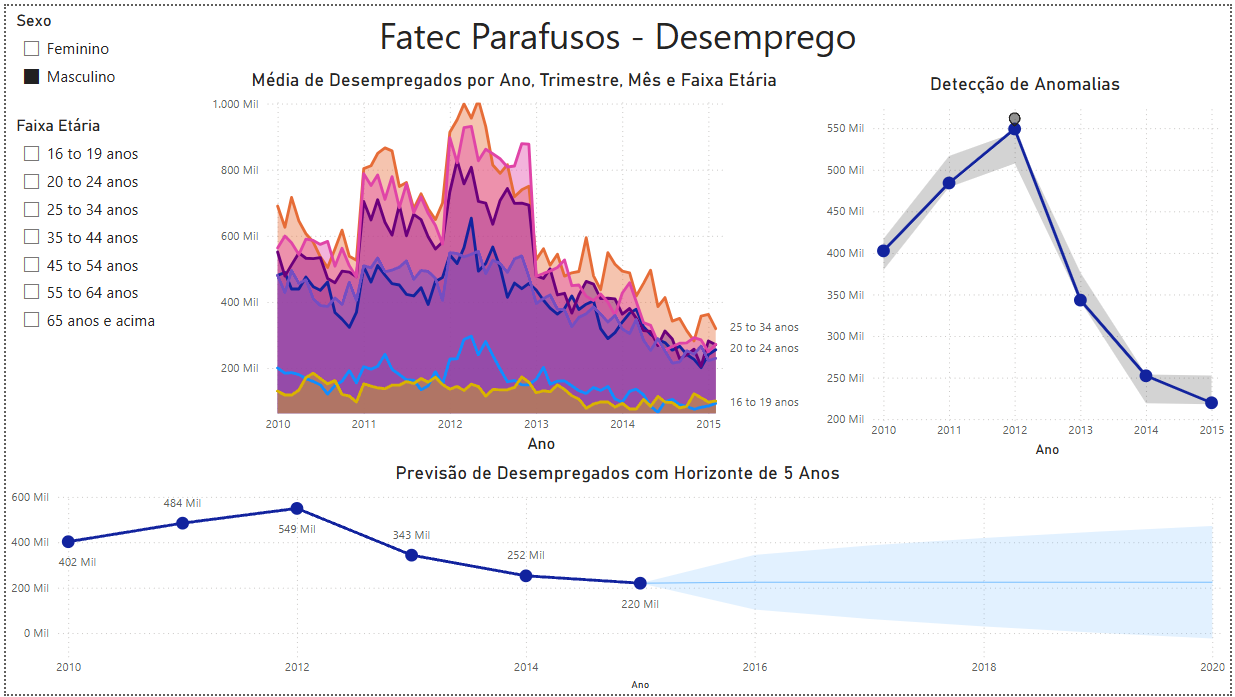 Fatec Parafusos - Desemprego
Sexo
Feminino
Masculino
Faixa Etária
16 to 19 anos
20 to 24 anos
25 to 34 anos
35 to 44 anos
45 to 54 anos
55 to 64 anos
65 anos e acima
Média de Desempregados por Ano, Trimestre, Mês e Faixa Etária
1.000 Mil
800 Mil
600 Mil
400 Mil
200 Mil
25 to 34 anos
20 to 24 anos
16 to 19 anos
2010 2011 2012 2013 2014 2015
Ano
Detecção de Anomalias
550 Mil
500 Mil
450 Mil
400 Mil
350 Mil
300 Mil
250 Mil
200 Mil
2010 2011 2012 2013 2014 2015
Ano
Previsão de Desempregados com Horizonte de 5 Anos
600 Mil
400 Mil
200 Mil
0 Mil
402 Mil
484 Mil
549 Mil
343 Mil
252 Mil
220 Mil
2010 2012 2014 2016 2018 2020
Ano